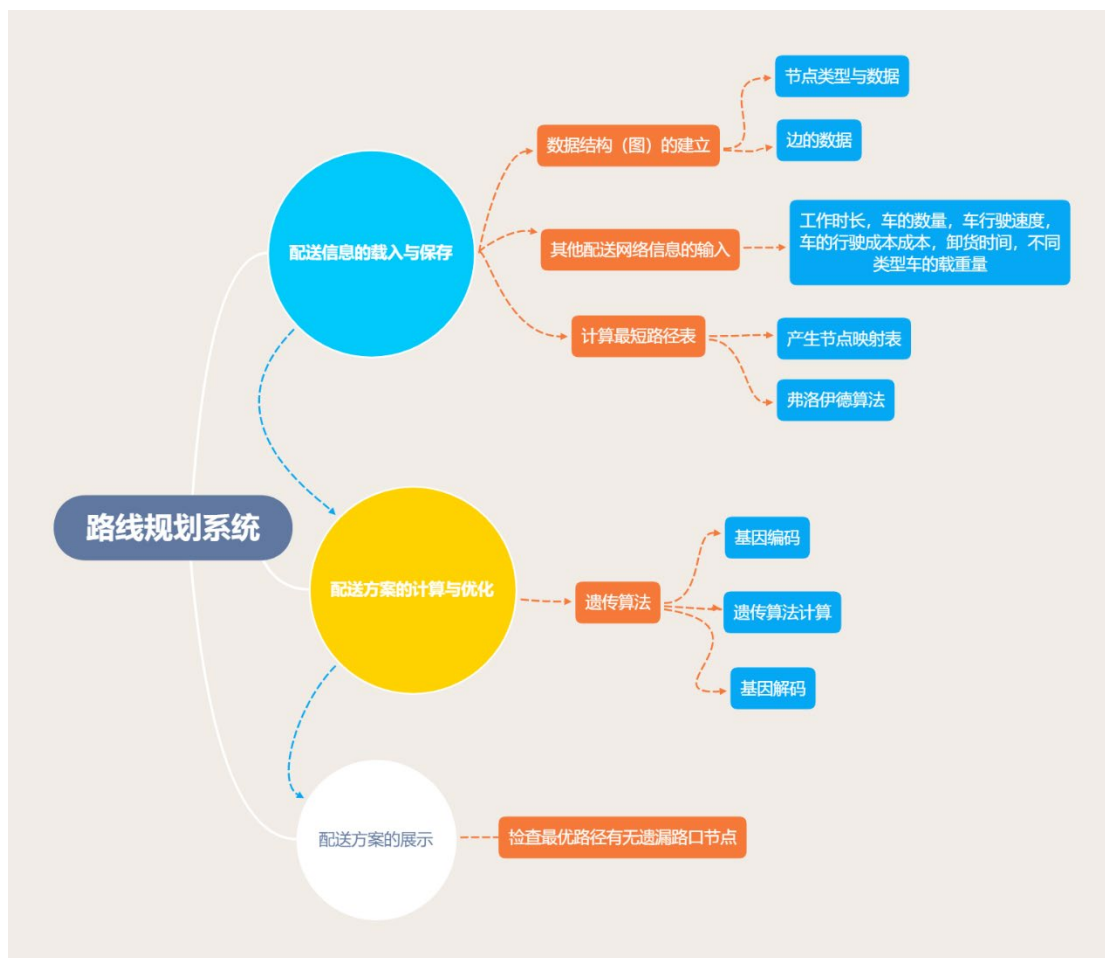 路线规划系统
配送信息的载入与保存
数据结构（图）的建立
节点类型与数据
边的数据
其他配送网络信息的输入
工作时长，车的数量，车行驶速度，
车的行驶成本成本，卸货时间，不同
类型车的载重量
计算最短路径表
产生节点映射表
弗洛伊德算法
配送方案的计算与优化
遗传算法
基因编码
遗传算法计算
基因解码
配送方案的展示
检查最优路径有无遗漏路口节点